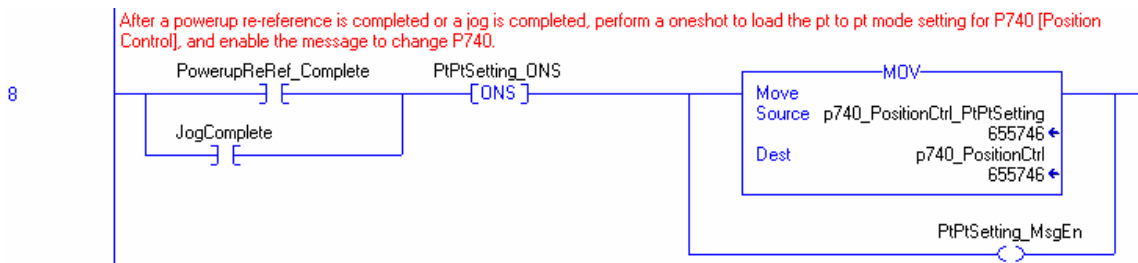 After a powerup re-reference is completed or a jog is completed, perform a oneshot to load the pt to pt mode setting for P740 [Position
Control], and enable the message to change P740.
PowerupReRef_Complete PtPtSetting_ONS MOV
8 ONS Move
Source p740_PositionCtrl_PtPtSetting
655746
JogComplete Dest p740_PositionCtrl
655746
PtPtSetting_MsgEn